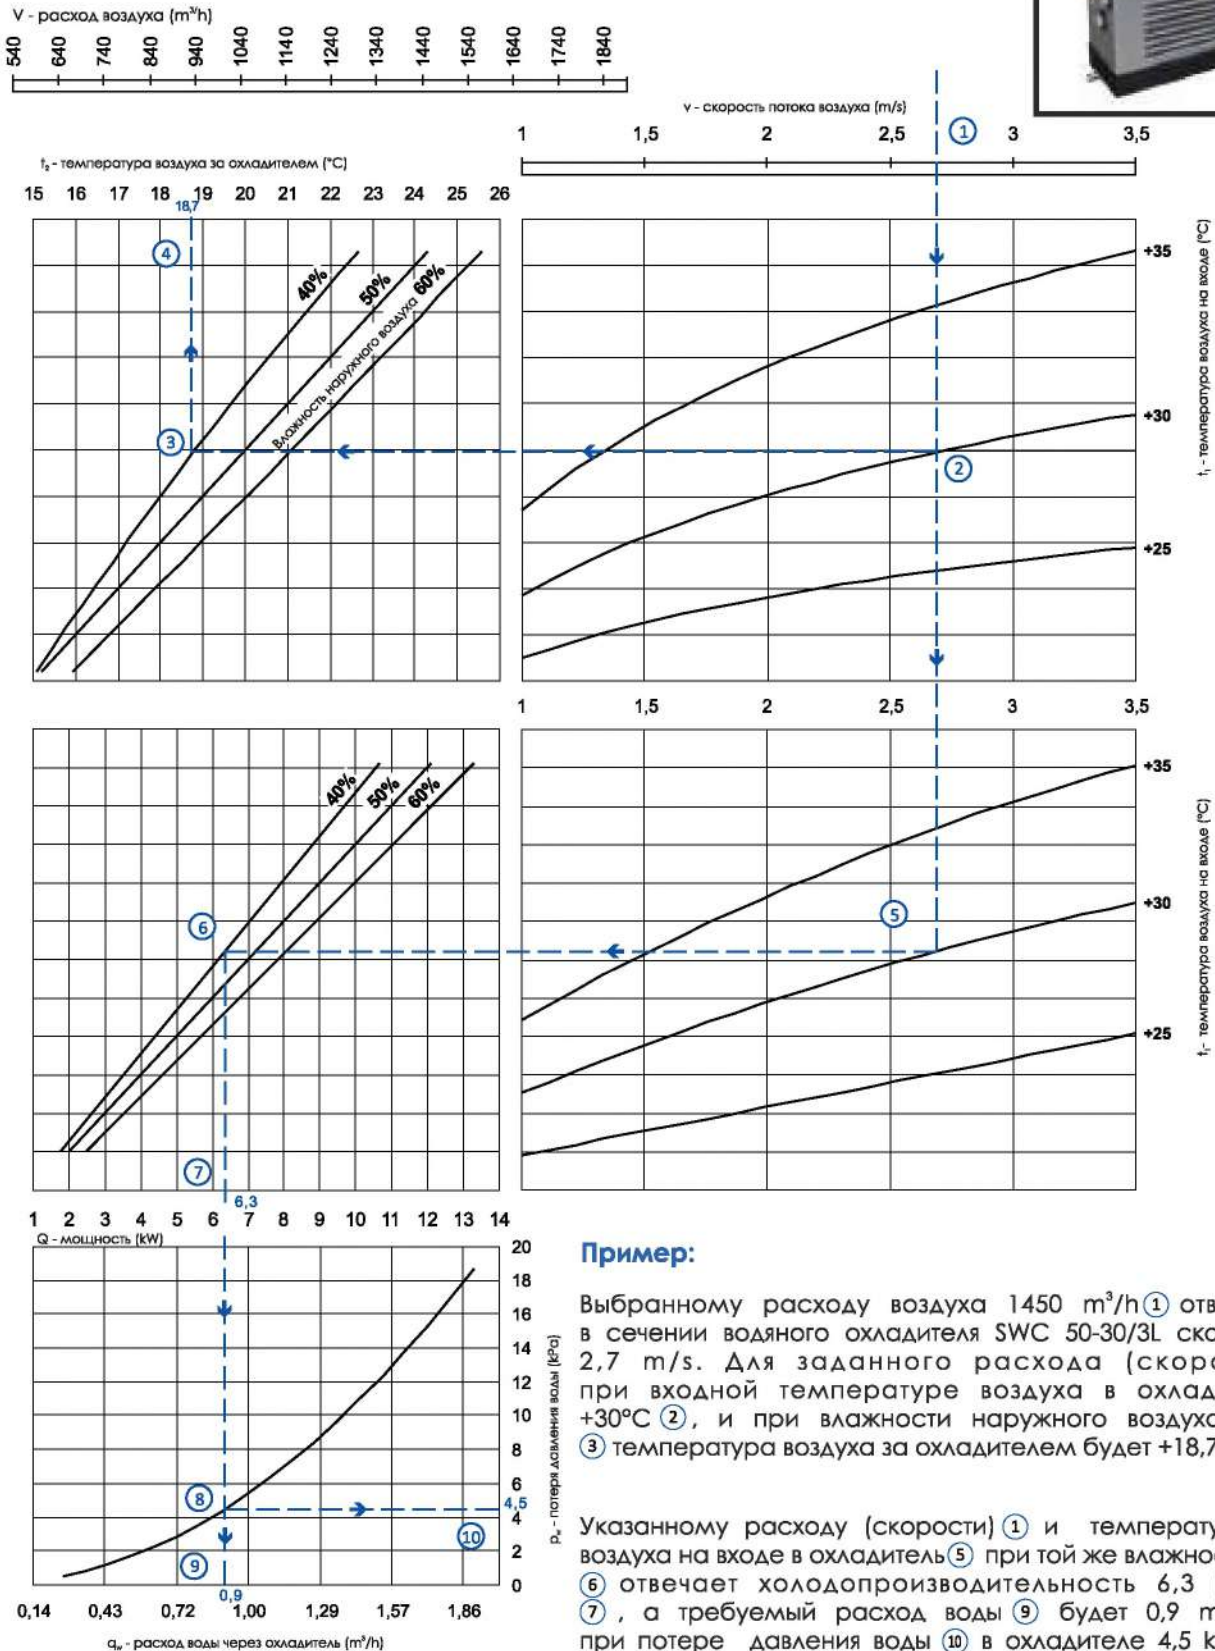 V - расход воздуха (m³/h)
540 640 740 840 940 1040 1140 1240 1340 1440 1540 1640 1740 1840
v - скорость потока воздуха (m/s)
1 1,5 2 2,5 ① 3 3,5
t₂ - температура воздуха за охладителем (°C)
15 16 17 18 19 20 21 22 23 24 25 26
18,7
④
40% 50% 60%
Влажность наружного воздуха
③
②
+35
+30
+25
t₁ - температура воздуха на входе (°C)
1 1,5 2 2,5 3 3,5
40% 50% 60%
⑥
⑤
⑦
+35
+30
+25
t₁ - температура воздуха на входе (°C)
6,3
1 2 3 4 5 6 7 8 9 10 11 12 13 14
Q - мощность (kW)
20
18
16
14
12
10
8
6
4,5
4
2
0
pw - потеря давления воды (kPa)
⑧
⑨
⑩
0,9
0,14 0,43 0,72 1,00 1,29 1,57 1,86
qw - расход воды через охладитель (m³/h)
Пример:
Выбранному расходу воздуха 1450 m³/h ① отв
в сечении водяного охладителя SWC 50-30/3L ско
2,7 m/s. Для заданного расхода (скоро
при входной температуре воздуха в охлад
+30°C ②, и при влажности наружного воздуха
③ температура воздуха за охладителем будет +18,7
Указанному расходу (скорости) ① и температу
воздуха на входе в охладитель ⑤ при той же влажно
⑥ отвечает холодопроизводительность 6,3
⑦, а требуемый расход воды ⑨ будет 0,9 m
при потере давления воды ⑩ в охладителе 4,5 k